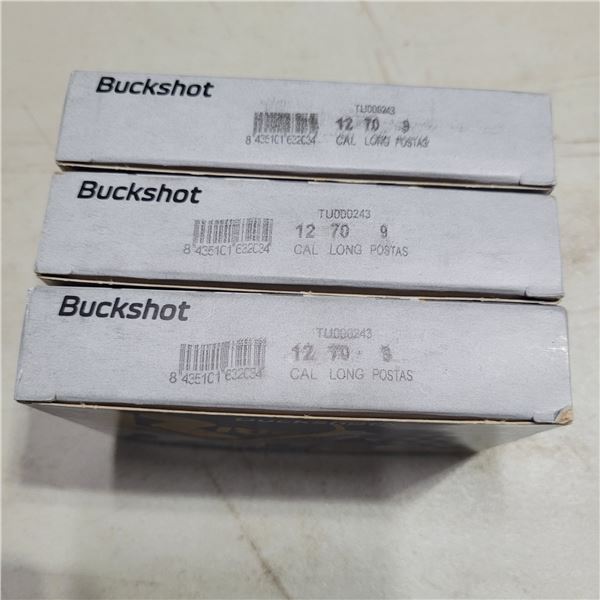 Buckshot
TU000243
12 70 9
8 435101 632034
CAL LONG POSTAS
Buckshot
TU000243
12 70 9
8 435101 632034
CAL LONG POSTAS
Buckshot
TU000243
12 70 9
8 435101 632034
CAL LONG POSTAS
BUCKSHOT